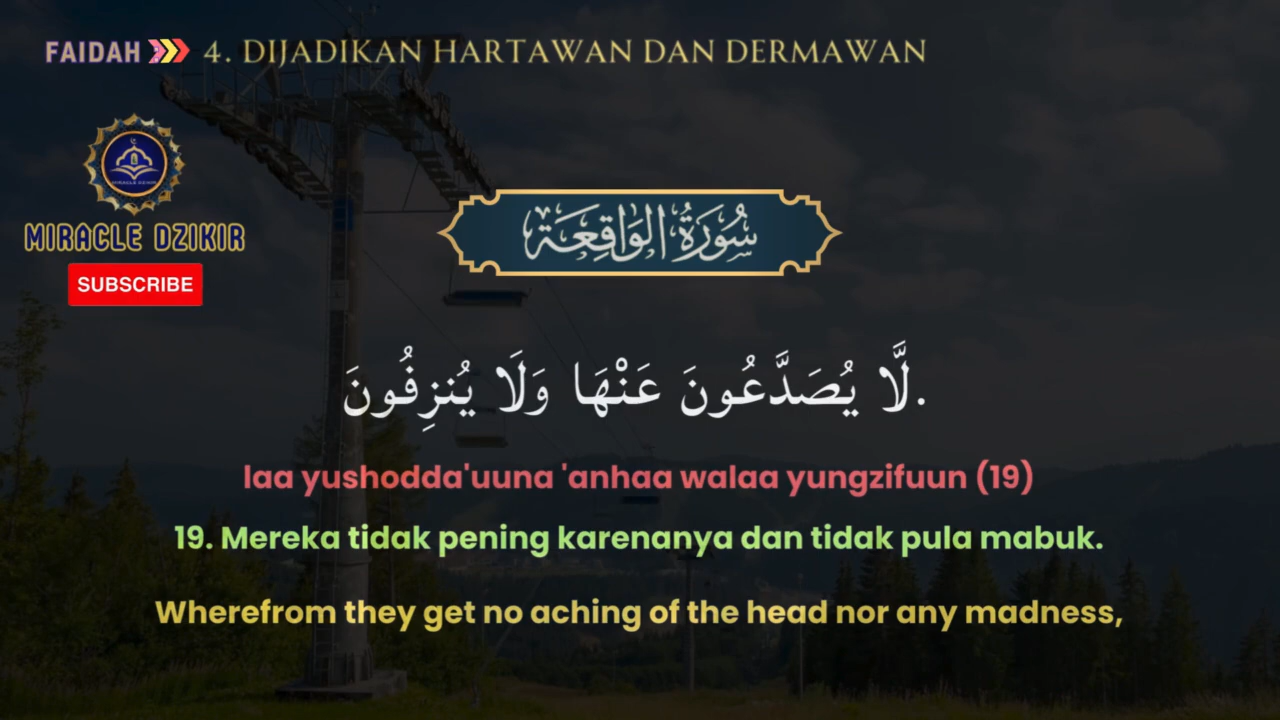 FAIDAH 4. DIJADIKAN HARTAWAN DAN DERMAWAN
MIRACLE DZIKIR
MIRACLE DZIKIR
SUBSCRIBE
سُورَةُ الوَاقِعَة
لَّا يُصَدَّعُونَ عَنْهَا وَلَا يُنزِفُونَ.
laa yushodda'uuna 'anhaa walaa yungzifuun (19)
19. Mereka tidak pening karenanya dan tidak pula mabuk.
Wherefrom they get no aching of the head nor any madness,